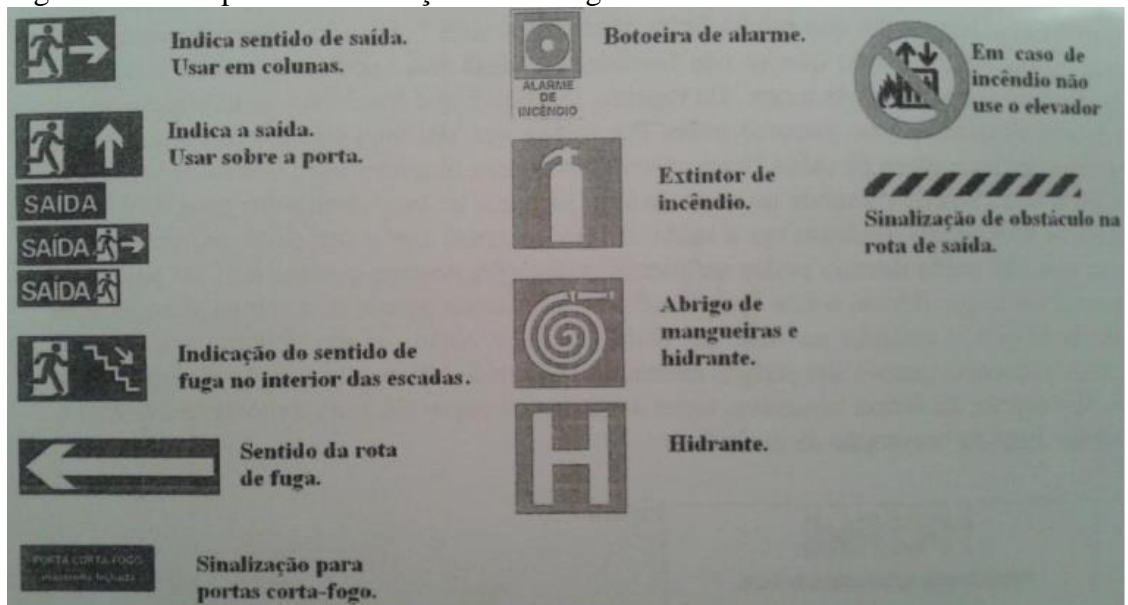 Indica sentido de saída.
Usar em colunas.
Indica a saída.
Usar sobre a porta.
SAÍDA
SAÍDA
SAÍDA
Indicação do sentido de
fuga no interior das escadas.
Sentido da rota
de fuga.
PORTA CORTA-FOGO
Sinalização para
portas corta-fogo.
ALARME
DE
INCÊNDIO
Botoeira de alarme.
Extintor de
incêndio.
Abrigo de
mangueiras e
hidrante.
H
Hidrante.
Em caso de
incêndio não
use o elevador
Sinalização de obstáculo na
rota de saída.